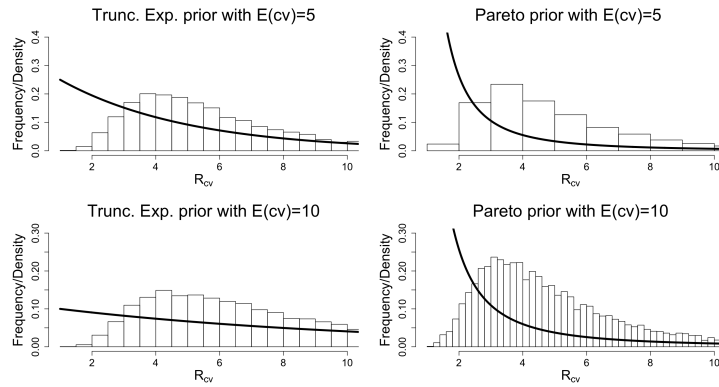 Trunc. Exp. prior with E(cv)=5
Frequency/Density
0.0 0.1 0.2 0.3 0.4
2 4 6 8 10
Rcv
Pareto prior with E(cv)=5
Frequency/Density
0.0 0.1 0.2 0.3 0.4
2 4 6 8 10
Rcv
Trunc. Exp. prior with E(cv)=10
Frequency/Density
0.00 0.10 0.20 0.30
2 4 6 8 10
Rcv
Pareto prior with E(cv)=10
Frequency/Density
0.00 0.10 0.20 0.30
2 4 6 8 10
Rcv